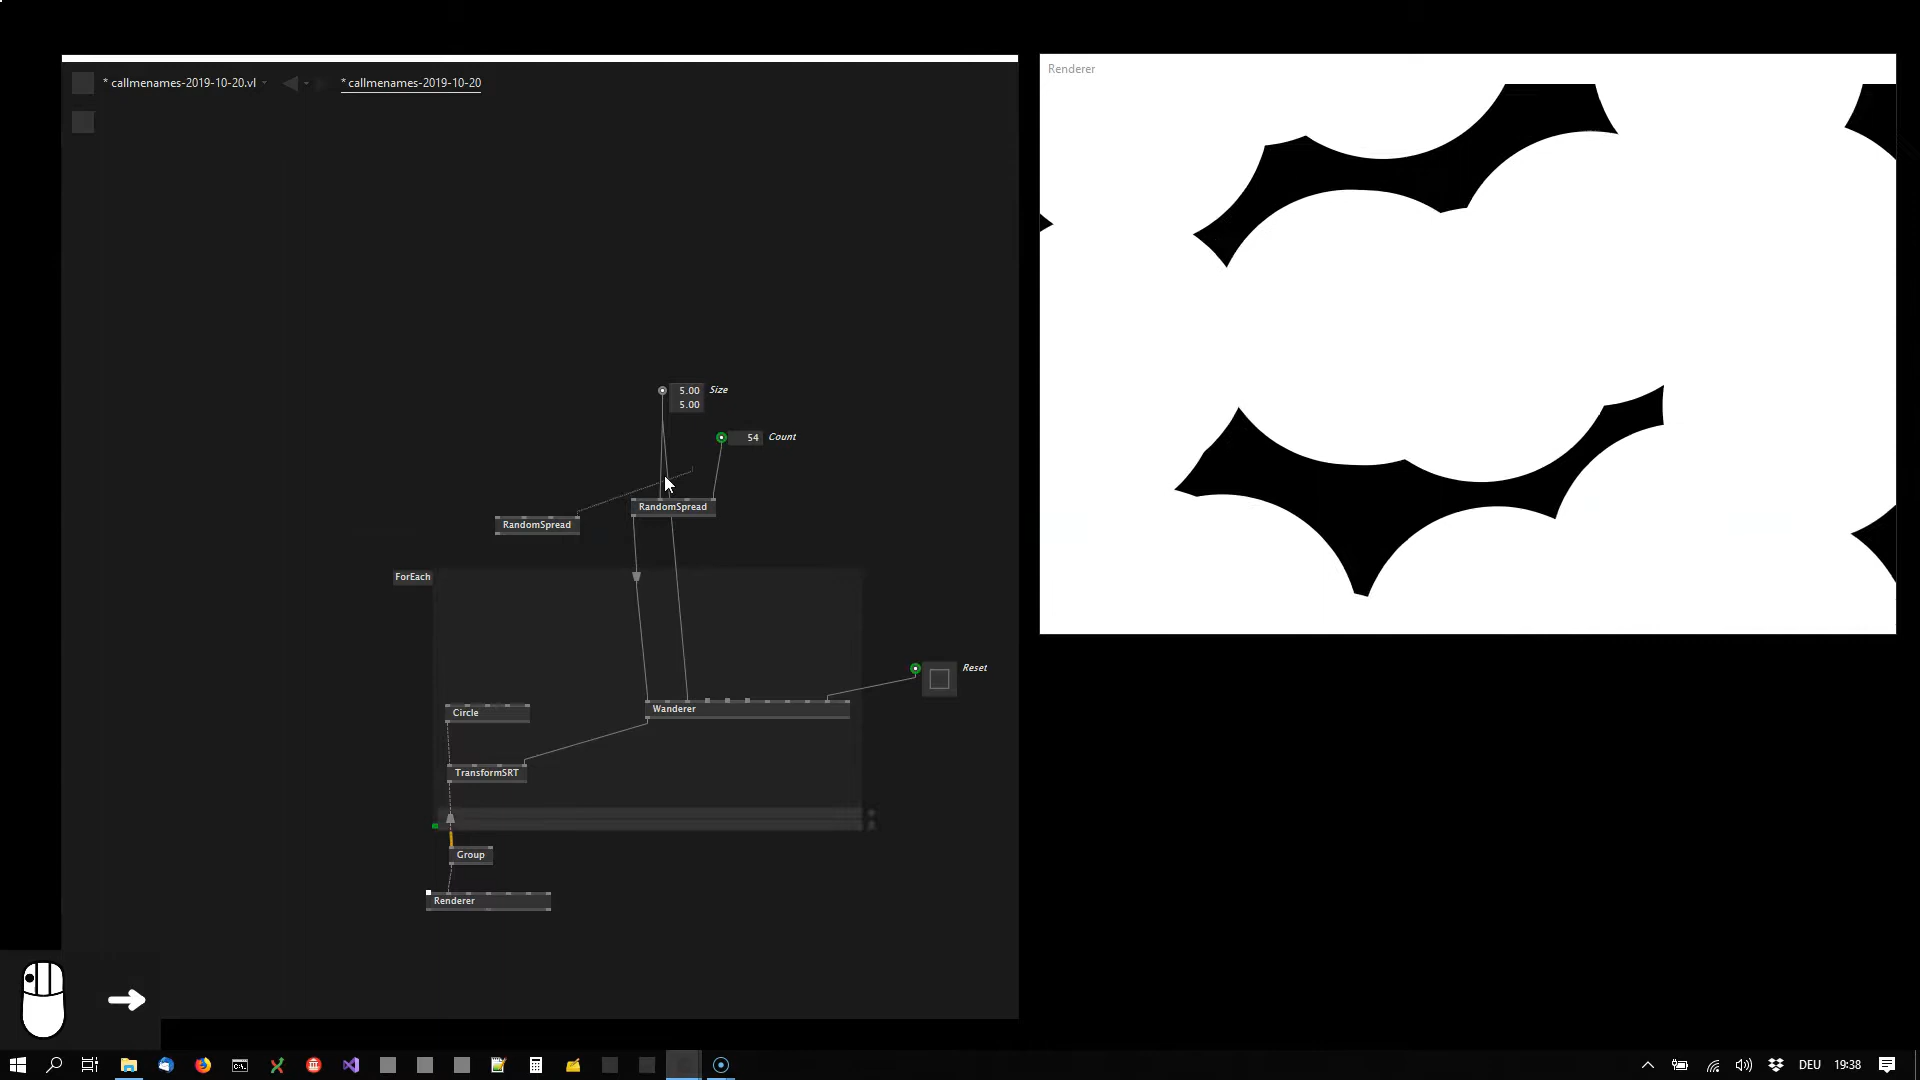 * callmenames-2019-10-20.vl
* callmenames-2019-10-20
Renderer
5.00
Size
5.00
54
Count
RandomSpread
RandomSpread
ForEach
Reset
Wanderer
Circle
TransformSRT
Group
Renderer
DEU
19:38